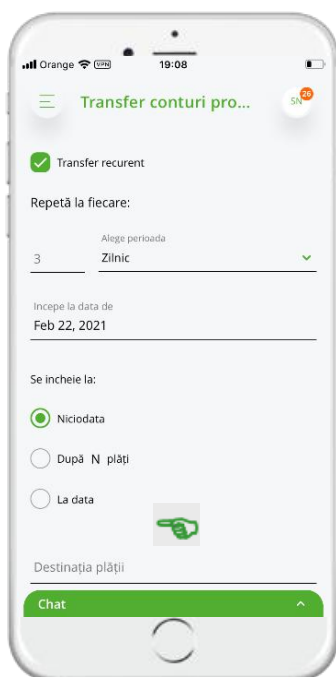 Orange VPN 19:08
Transfer conturi pro... SN 26
Transfer recurent
Repetă la fiecare:
Alege perioada
3 Zilnic
Incepe la data de
Feb 22, 2021
Se incheie la:
Niciodata
După N plăți
La data
Destinația plății
Chat